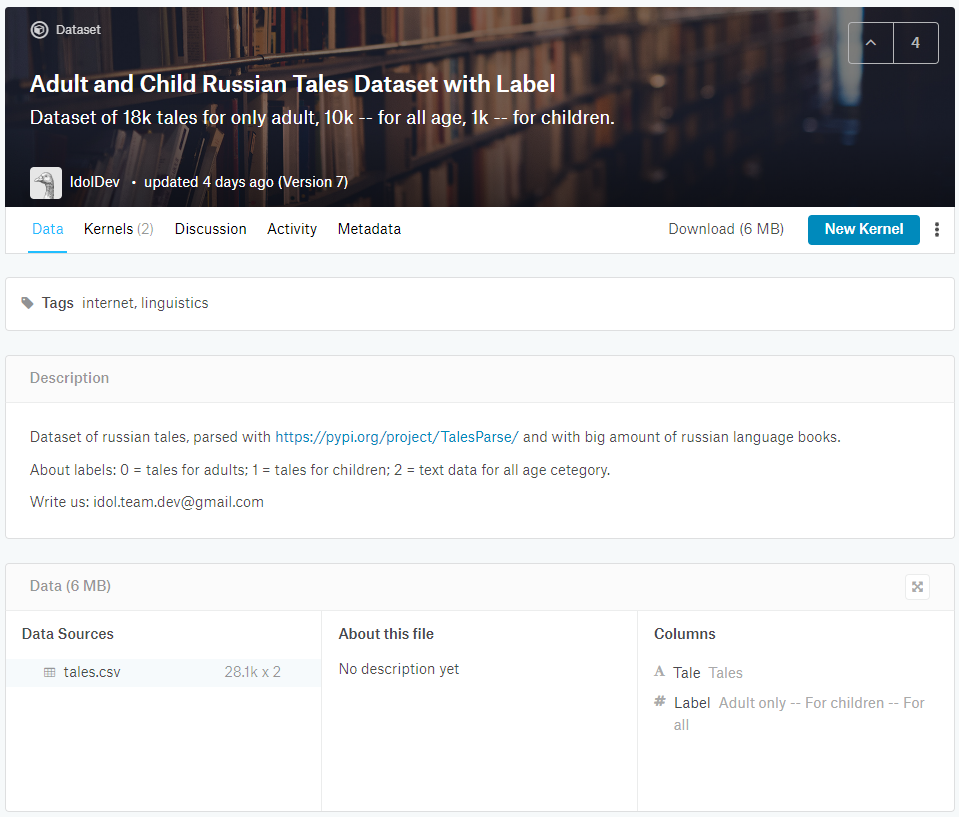 Dataset
4
Adult and Child Russian Tales Dataset with Label
Dataset of 18k tales for only adult, 10k -- for all age, 1k -- for children.
IdolDev • updated 4 days ago (Version 7)
Data Kernels (2) Discussion Activity Metadata Download (6 MB) New Kernel
Tags internet, linguistics
Description
Dataset of russian tales, parsed with https://pypi.org/project/TalesParse/ and with big amount of russian language books.
About labels: 0 = tales for adults; 1 = tales for children; 2 = text data for all age cetegory.
Write us: idol.team.dev@gmail.com
Data (6 MB)
Data Sources
tales.csv 28.1k x 2
About this file
No description yet
Columns
A Tale Tales
# Label Adult only -- For children -- For
all